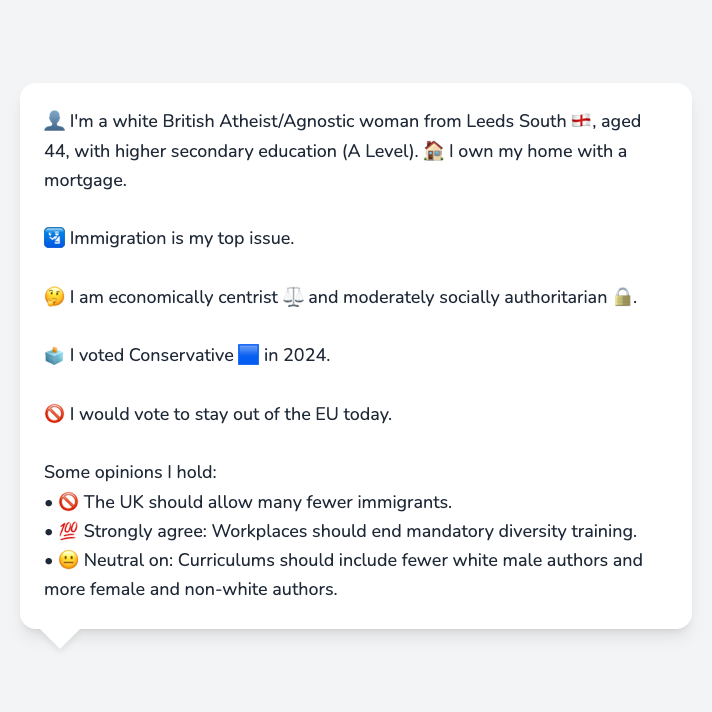 👤 I'm a white British Atheist/Agnostic woman from Leeds South 🏴󠁧󠁢󠁥󠁮󠁧󠁿, aged
44, with higher secondary education (A Level). 🏠 I own my home with a
mortgage.
🛂 Immigration is my top issue.
🤔 I am economically centrist ⚖️ and moderately socially authoritarian 🔒.
🗳️ I voted Conservative 🟦 in 2024.
🚫 I would vote to stay out of the EU today.
Some opinions I hold:
• 🚫 The UK should allow many fewer immigrants.
• 💯 Strongly agree: Workplaces should end mandatory diversity training.
• 😐 Neutral on: Curriculums should include fewer white male authors and
more female and non-white authors.